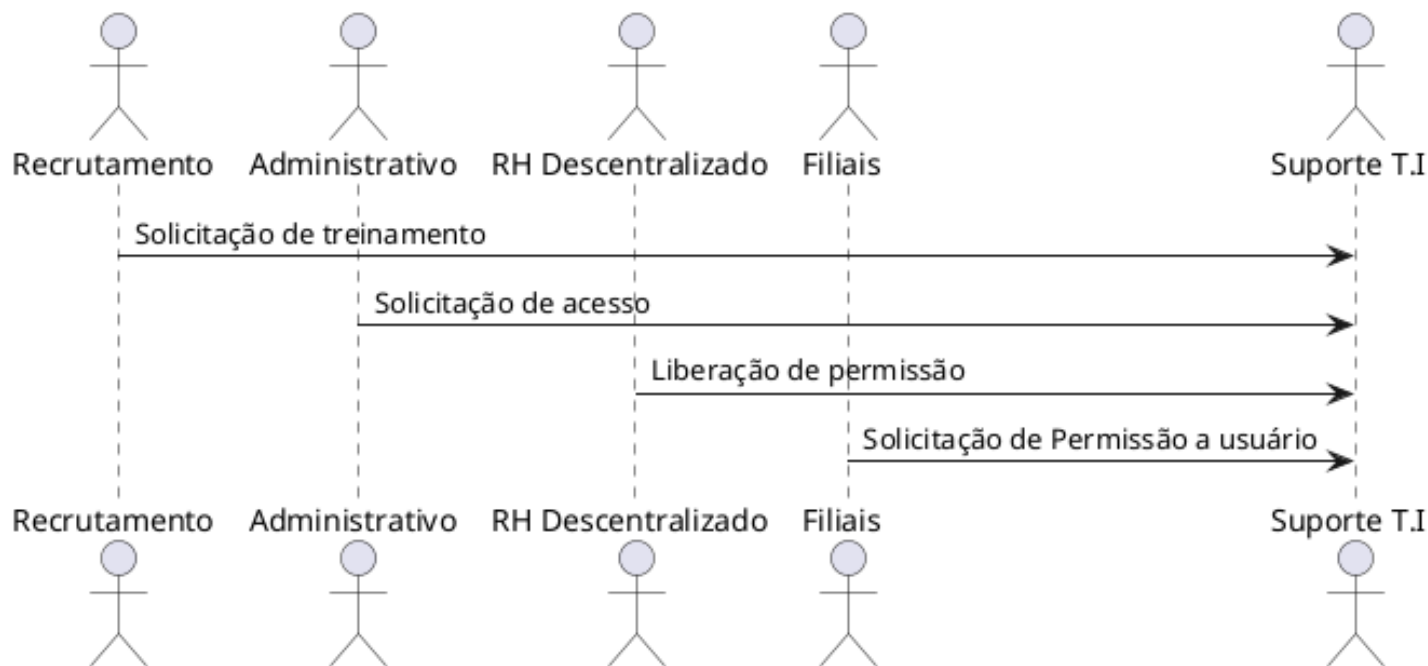 Recrutamento Administrativo RH Descentralizado Filiais Suporte T.I
Solicitação de treinamento
Solicitação de acesso
Liberação de permissão
Solicitação de Permissão a usuário
Recrutamento Administrativo RH Descentralizado Filiais Suporte T.I